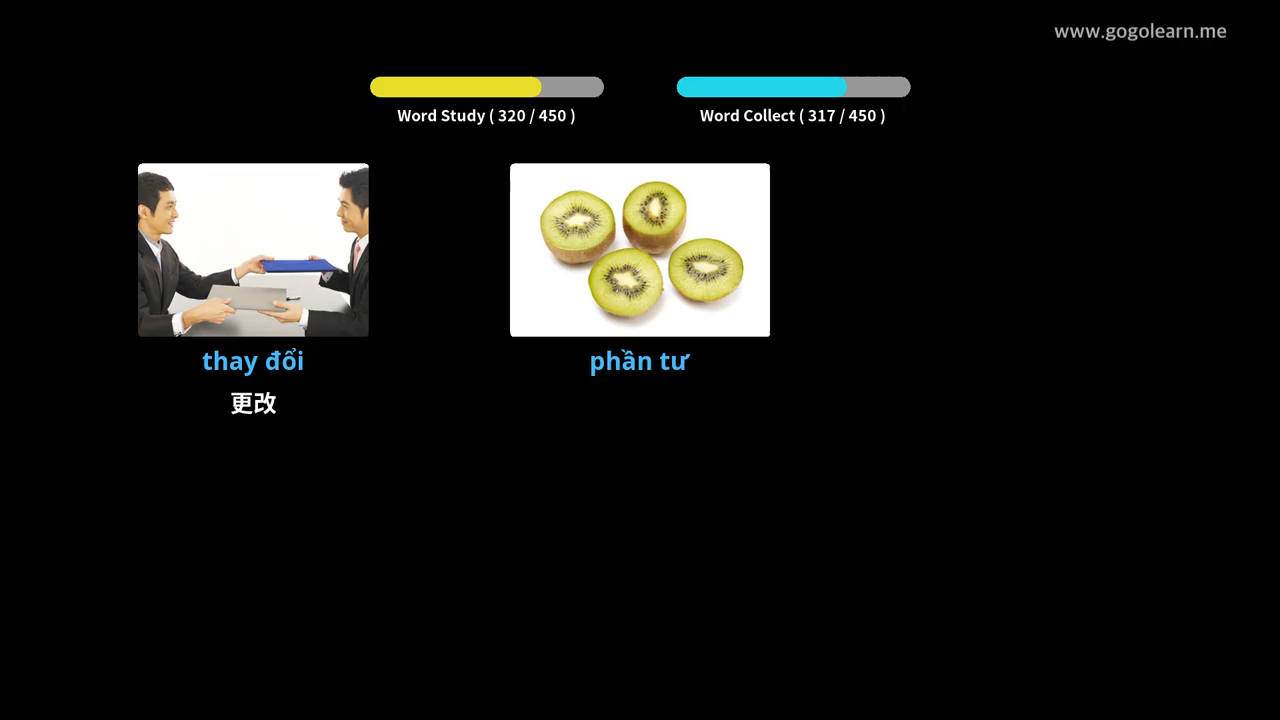 www.gogolearn.me
Word Study ( 320 / 450 )
Word Collect ( 317 / 450 )
thay đổi
更改
phần tư